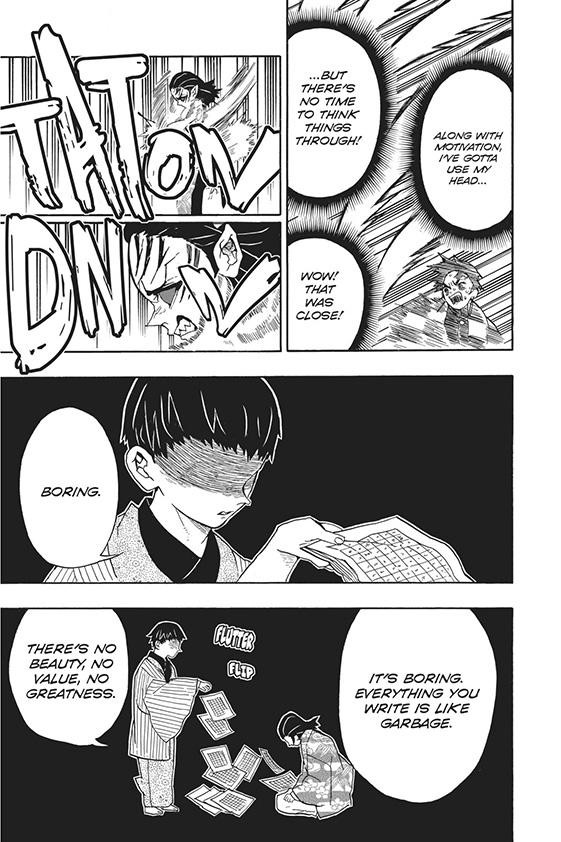 ALONG WITH
MOTIVATION,
I'VE GOTTA
USE MY
HEAD...
...BUT
THERE'S
NO TIME
TO THINK
THINGS
THROUGH!
WOW!
THAT
WAS
CLOSE!
TATON
DNN
BORING.
IT'S BORING.
EVERYTHING YOU
WRITE IS LIKE
GARBAGE.
FLUTTER
FLIP
THERE'S NO
BEAUTY, NO
VALUE, NO
GREATNESS.